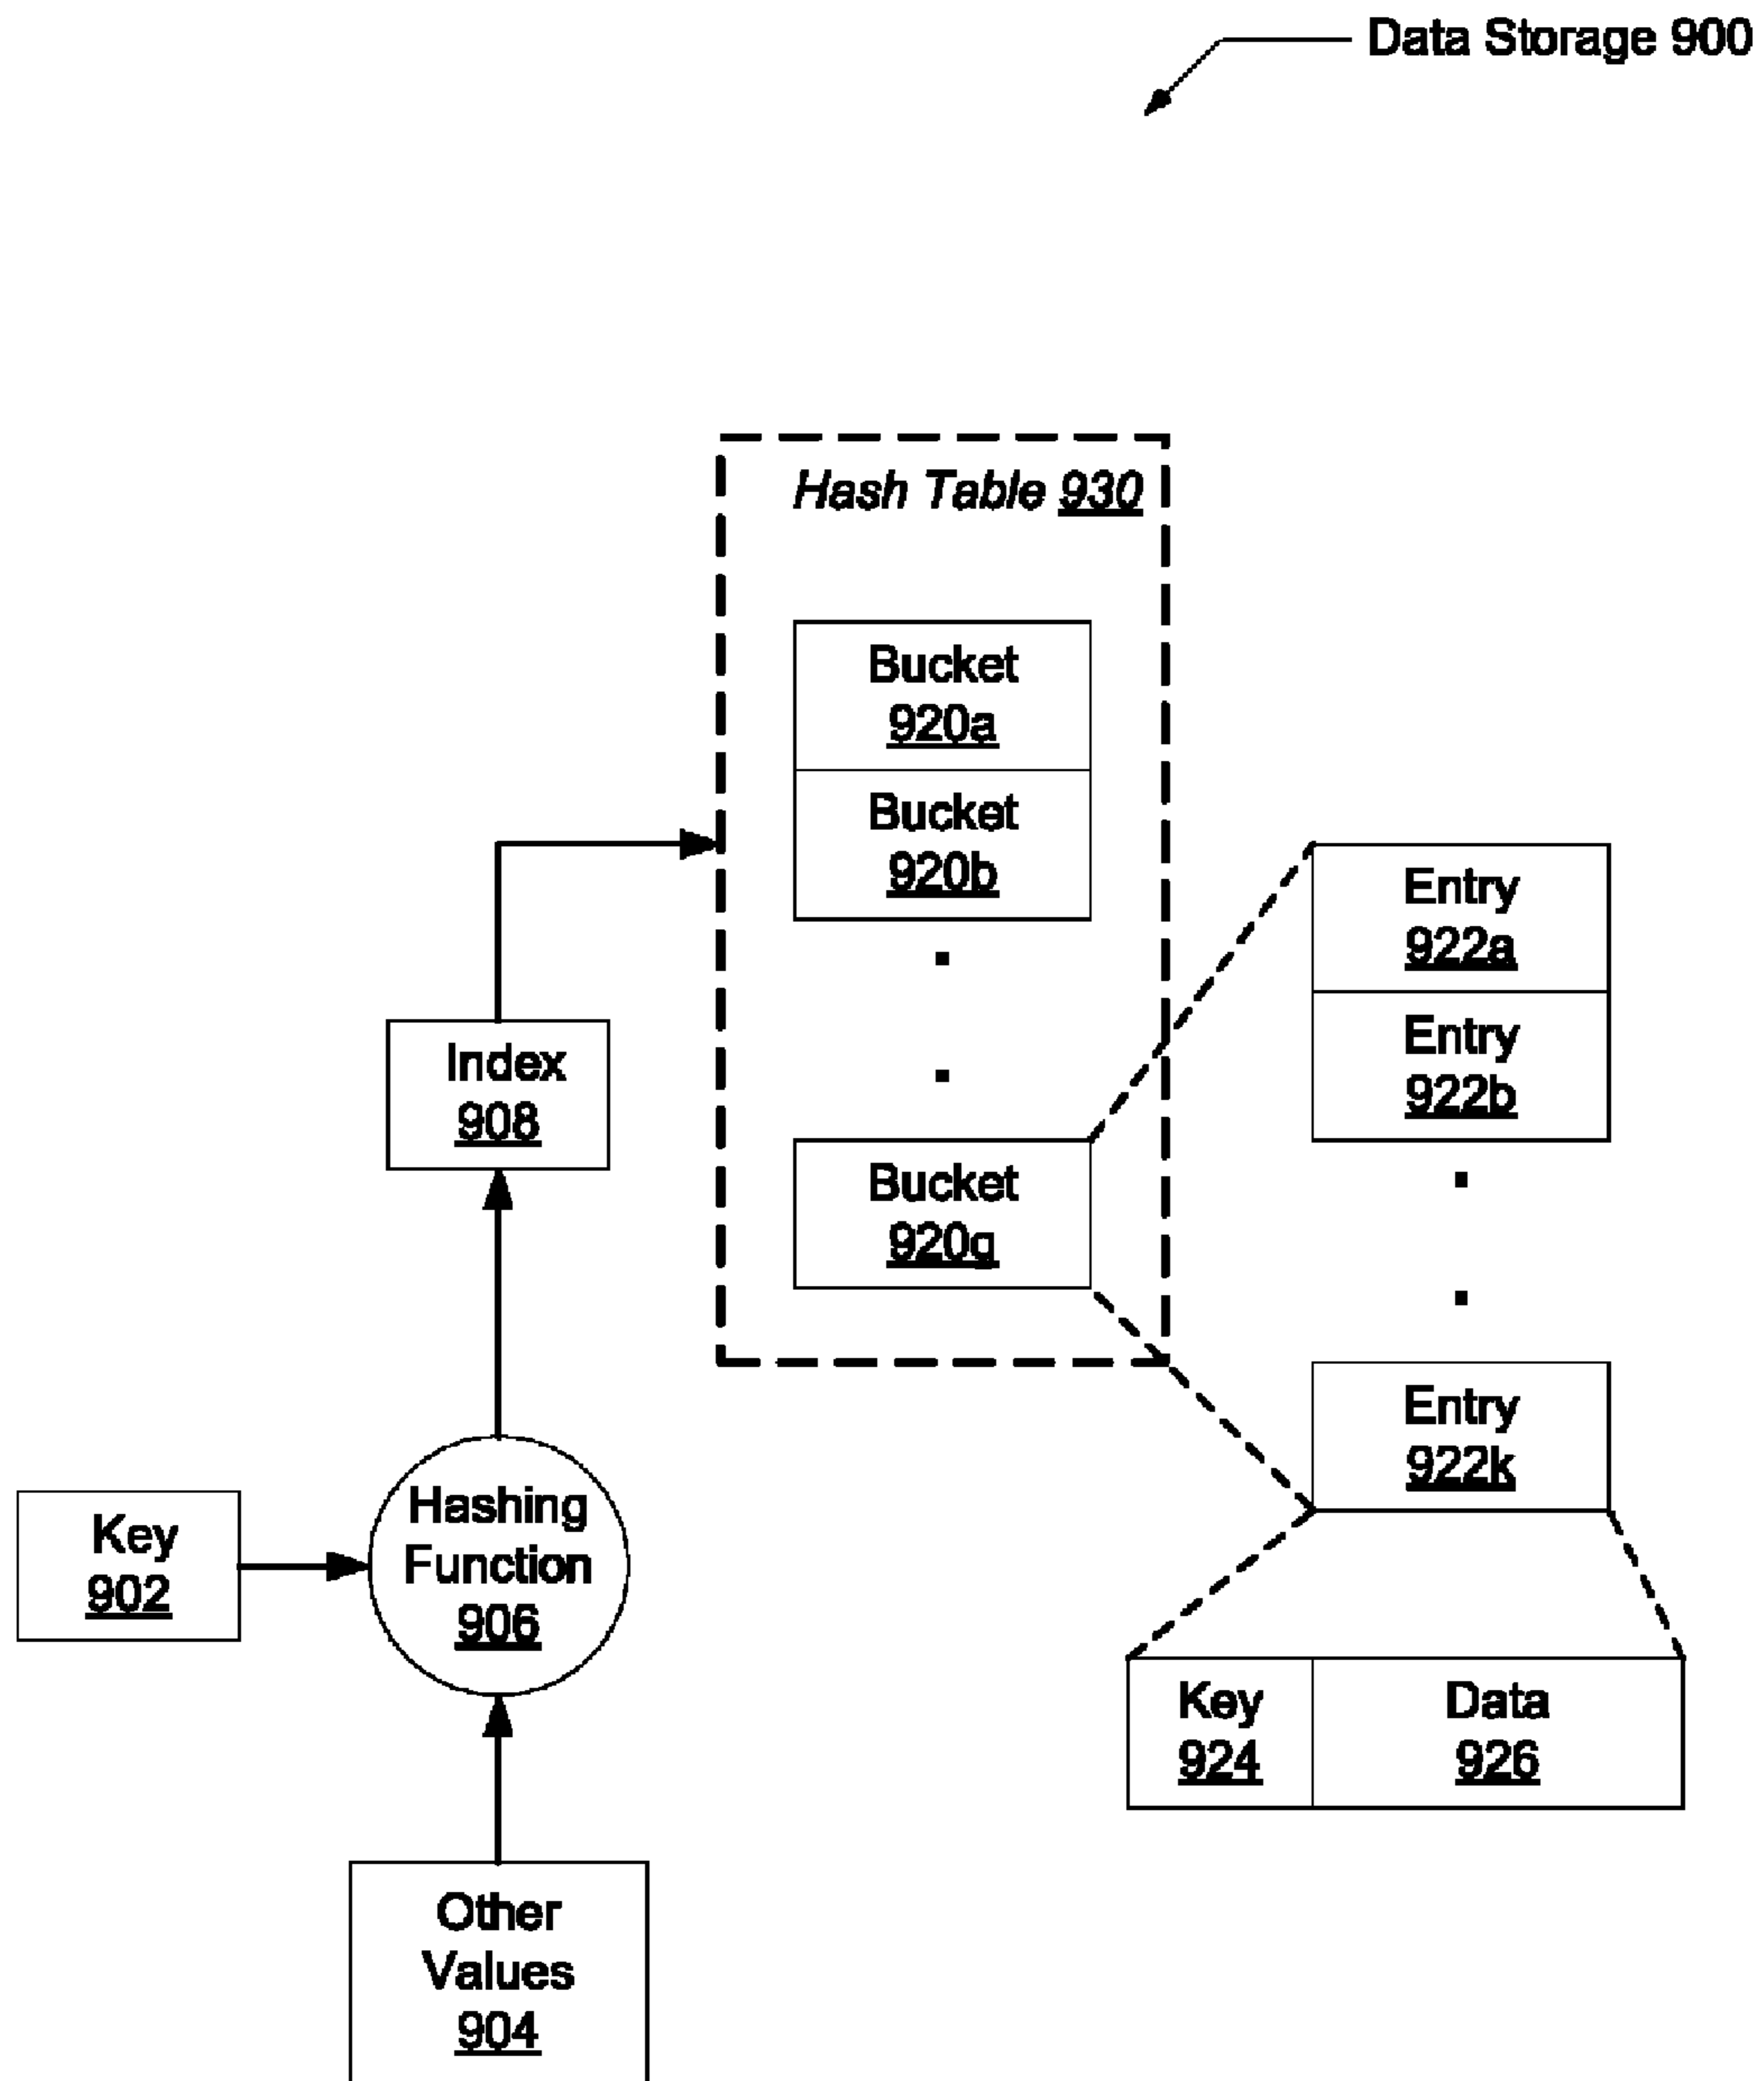 Data Storage 900
Hash Table 930
Bucket
920a
Bucket
920b
Bucket
920q
Entry
922a
Entry
922b
Entry
922k
Index
908
Key
902
Hashing
Function
906
Other
Values
904
Key
924
Data
926